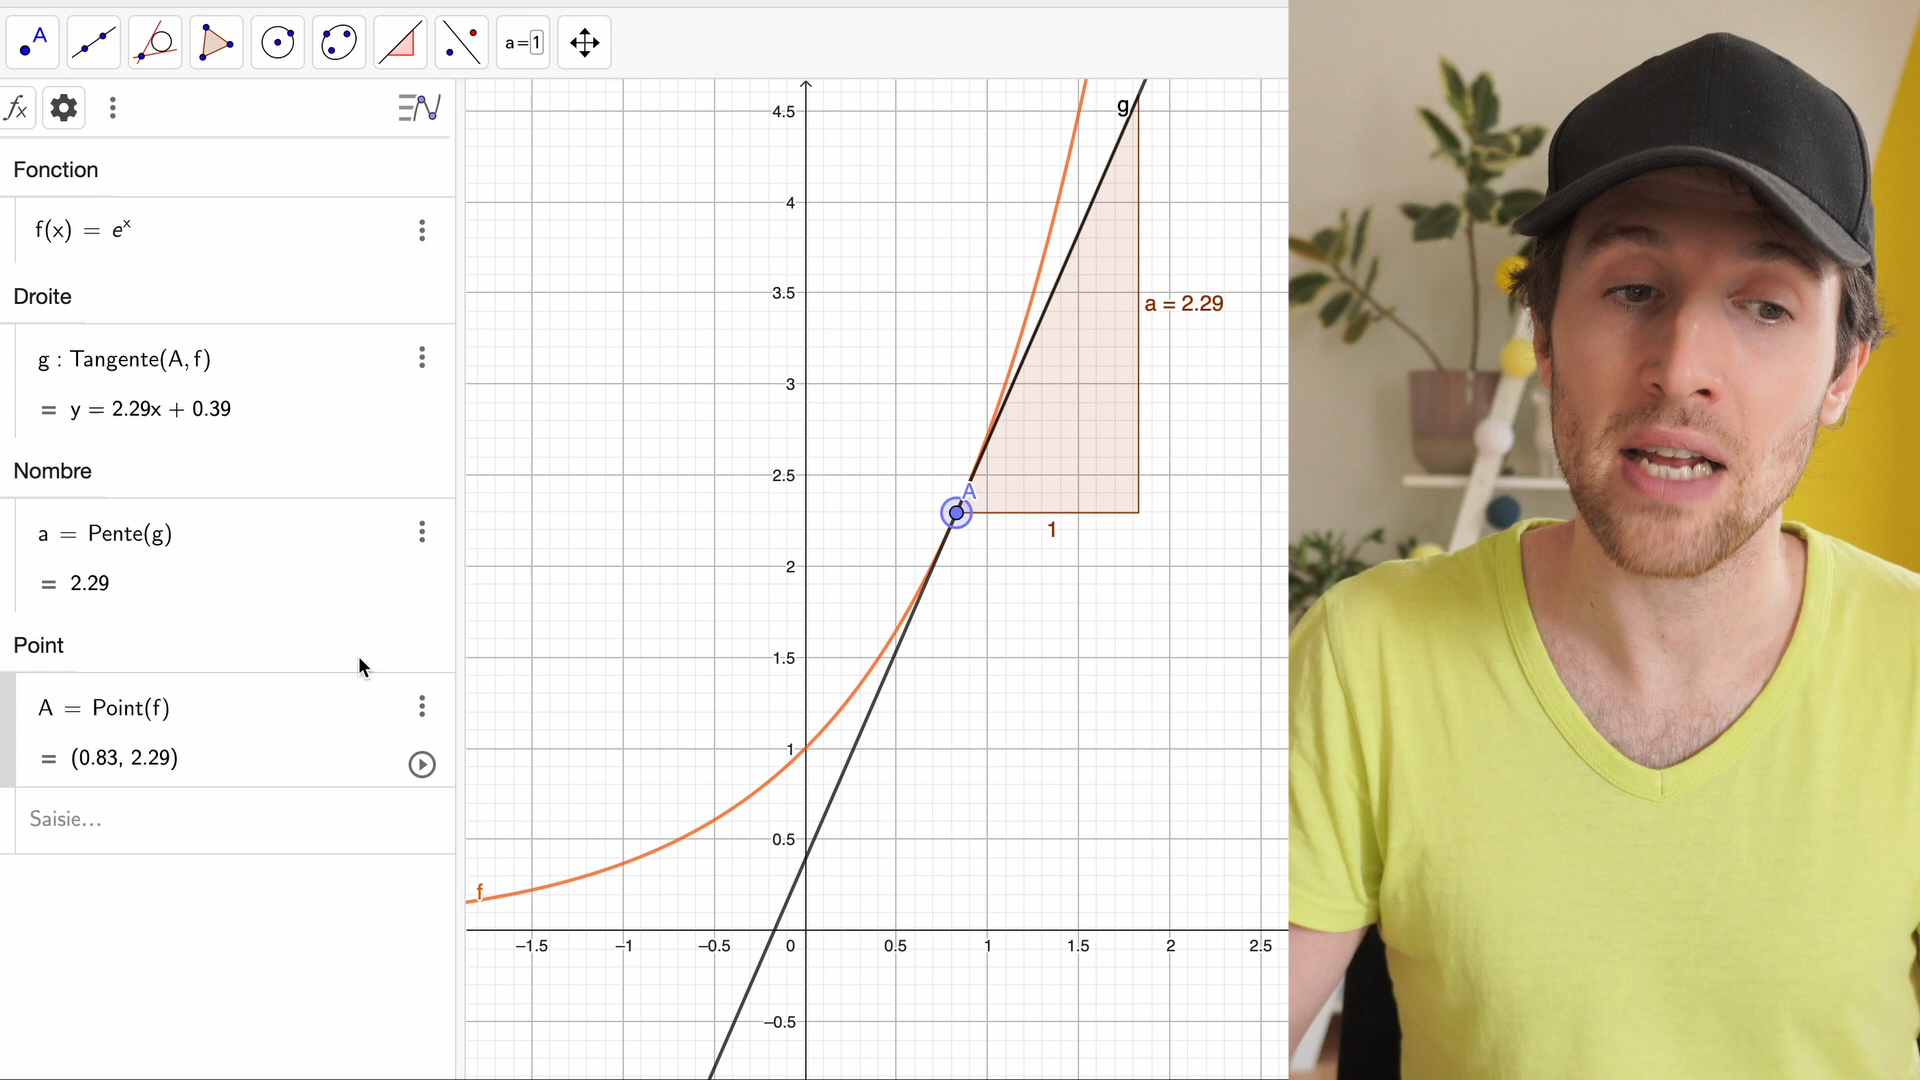 A
a=1
fx
Fonction
f(x) = eˣ
Droite
g : Tangente(A, f)
= y = 2.29x + 0.39
Nombre
a = Pente(g)
= 2.29
Point
A = Point(f)
= (0.83, 2.29)
Saisie…
4.5
g
4
3.5
a = 2.29
3
2.5
A
1
2
1.5
1
0.5
f
−1.5
−1
−0.5
0
0.5
1
1.5
2
2.5
−0.5